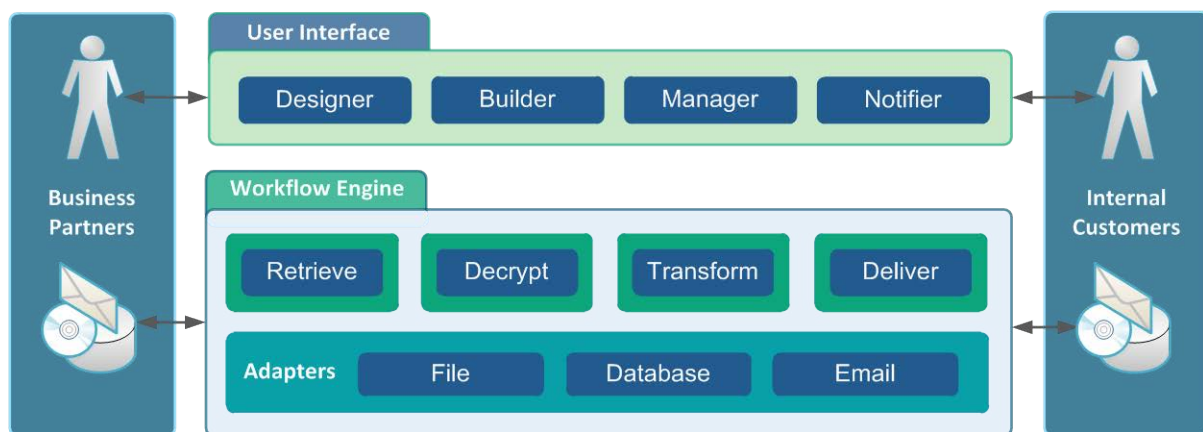 User Interface
Designer
Builder
Manager
Notifier
Business
Partners
Workflow Engine
Retrieve
Decrypt
Transform
Deliver
Adapters
File
Database
Email
Internal
Customers